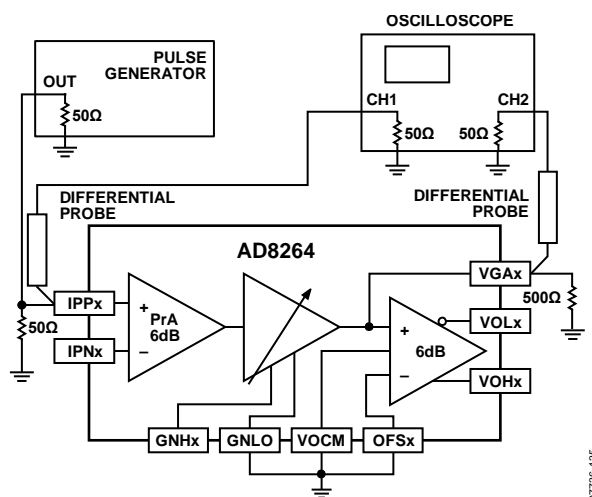 OSCILLOSCOPE
PULSE
GENERATOR
OUT
50Ω
CH1
CH2
50Ω
50Ω
DIFFERENTIAL
PROBE
DIFFERENTIAL
PROBE
AD8264
VGAx
500Ω
IPPx
+
PrA
6dB
–
50Ω
IPNx
+
6dB
–
VOLx
VOHx
GNHx
GNLO
VOCM
OFSx